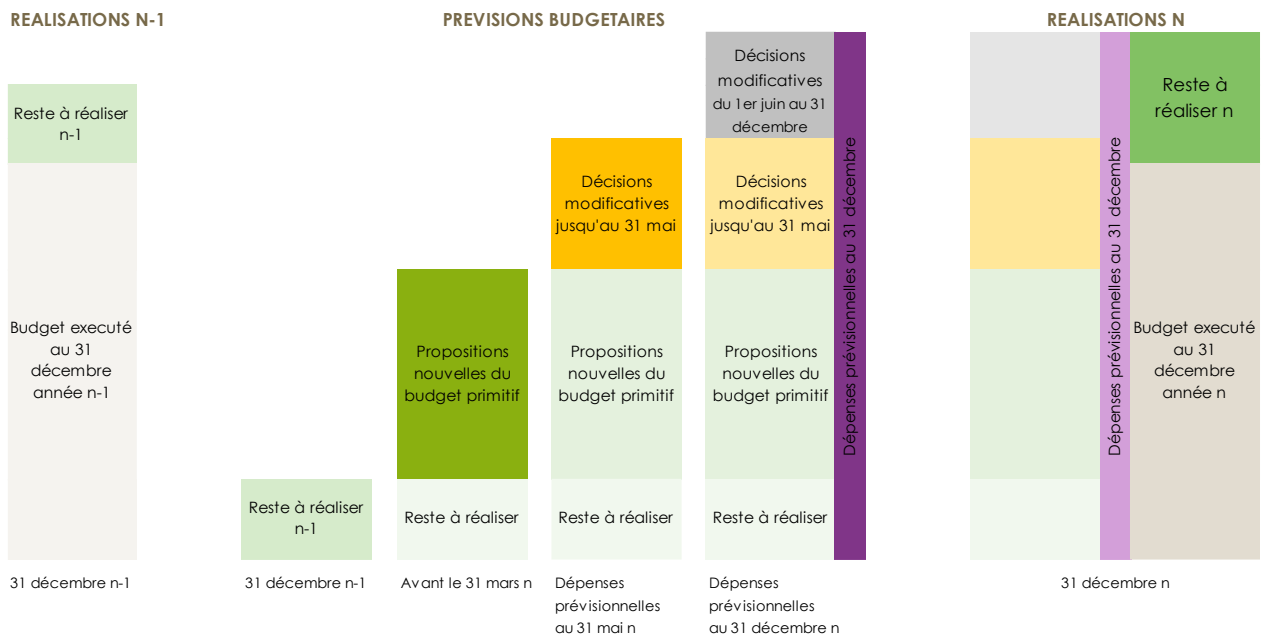 REALISATIONS N-1
PREVISIONS BUDGETAIRES
REALISATIONS N
Reste à réaliser
n-1
Budget executé
au 31
décembre
année n-1
31 décembre n-1
Reste à réaliser
n-1
31 décembre n-1
Propositions
nouvelles du
budget primitif
Reste à réaliser
Avant le 31 mars n
Décisions
modificatives
jusqu'au 31 mai
Propositions
nouvelles du
budget primitif
Reste à réaliser
Dépenses
prévisionnelles
au 31 mai n
Décisions
modificatives
du 1er juin au 31
décembre
Décisions
modificatives
jusqu'au 31 mai
Propositions
nouvelles du
budget primitif
Reste à réaliser
Dépenses
prévisionnelles
au 31 décembre n
Dépenses prévisionnelles au 31 décembre
Dépenses prévisionnelles au 31 décembre
Reste à
réaliser n
Budget executé
au 31
décembre
année n
31 décembre n